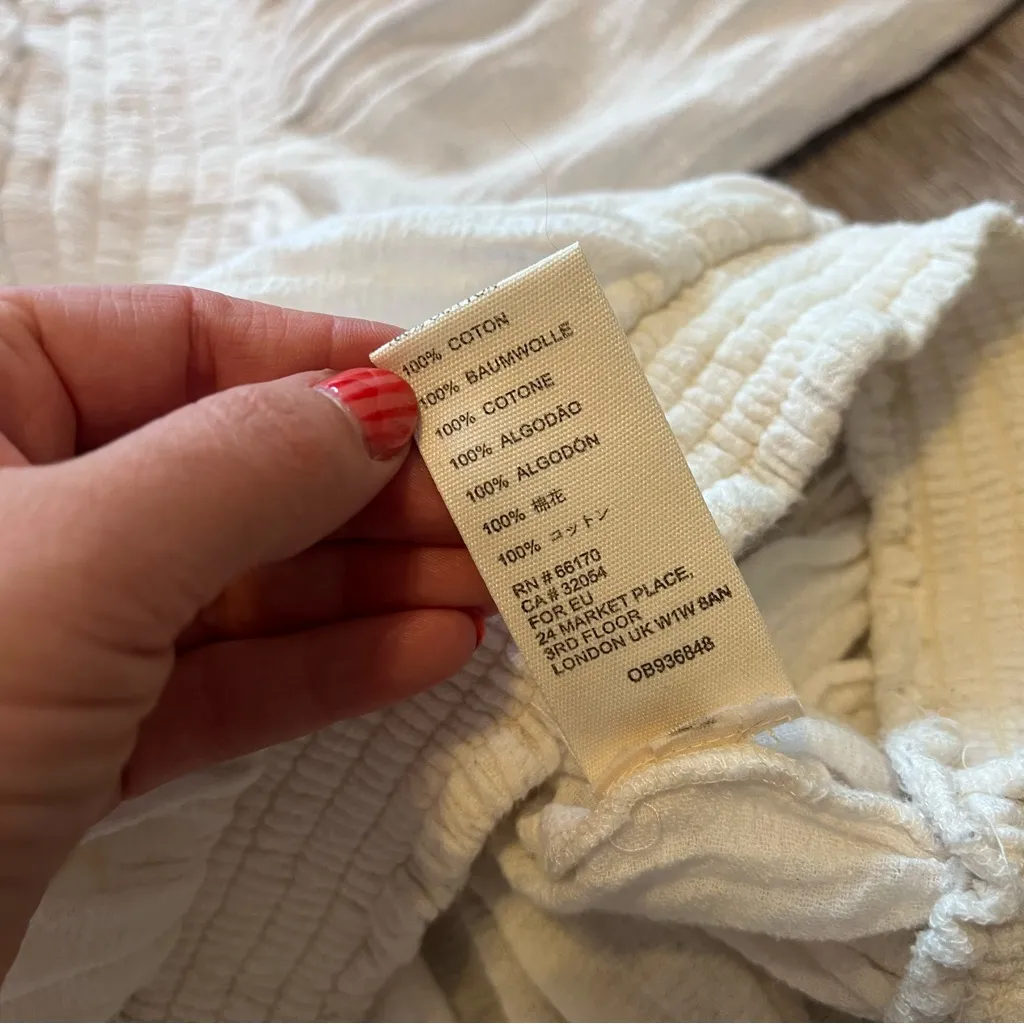 100% COTON
100% BAUMWOLLE
100% COTONE
100% ALGODÃO
100% ALGODÓN
100% 棉花
100% コットン
RN # 66170
CA # 32054
FOR EU
24 MARKET PLACE,
3RD FLOOR
LONDON UK W1W 8AN
OB936848